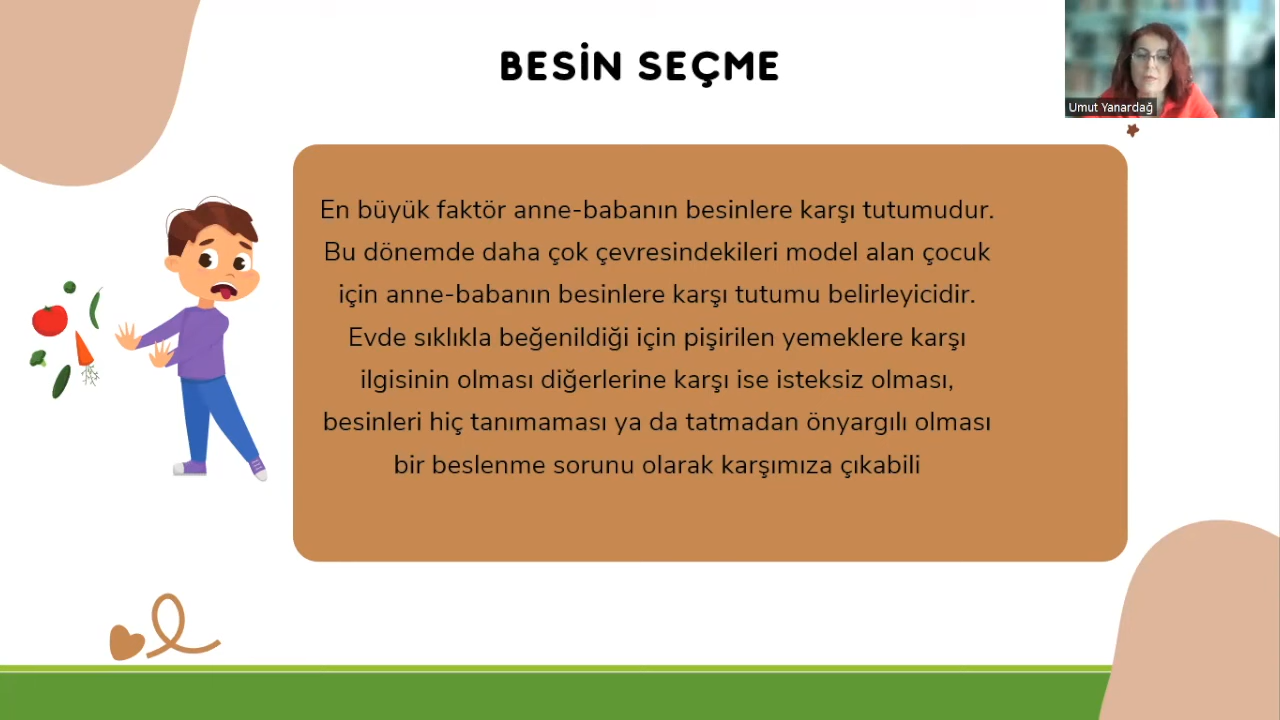 BESİN SEÇME
Umut Yanardağ
En büyük faktör anne-babanın besinlere karşı tutumudur.
Bu dönemde daha çok çevresindekileri model alan çocuk
için anne-babanın besinlere karşı tutumu belirleyicidir.
Evde sıklıkla beğenildiği için pişirilen yemeklere karşı
ilgisinin olması diğerlerine karşı ise isteksiz olması,
besinleri hiç tanımaması ya da tatmadan önyargılı olması
bir beslenme sorunu olarak karşımıza çıkabili